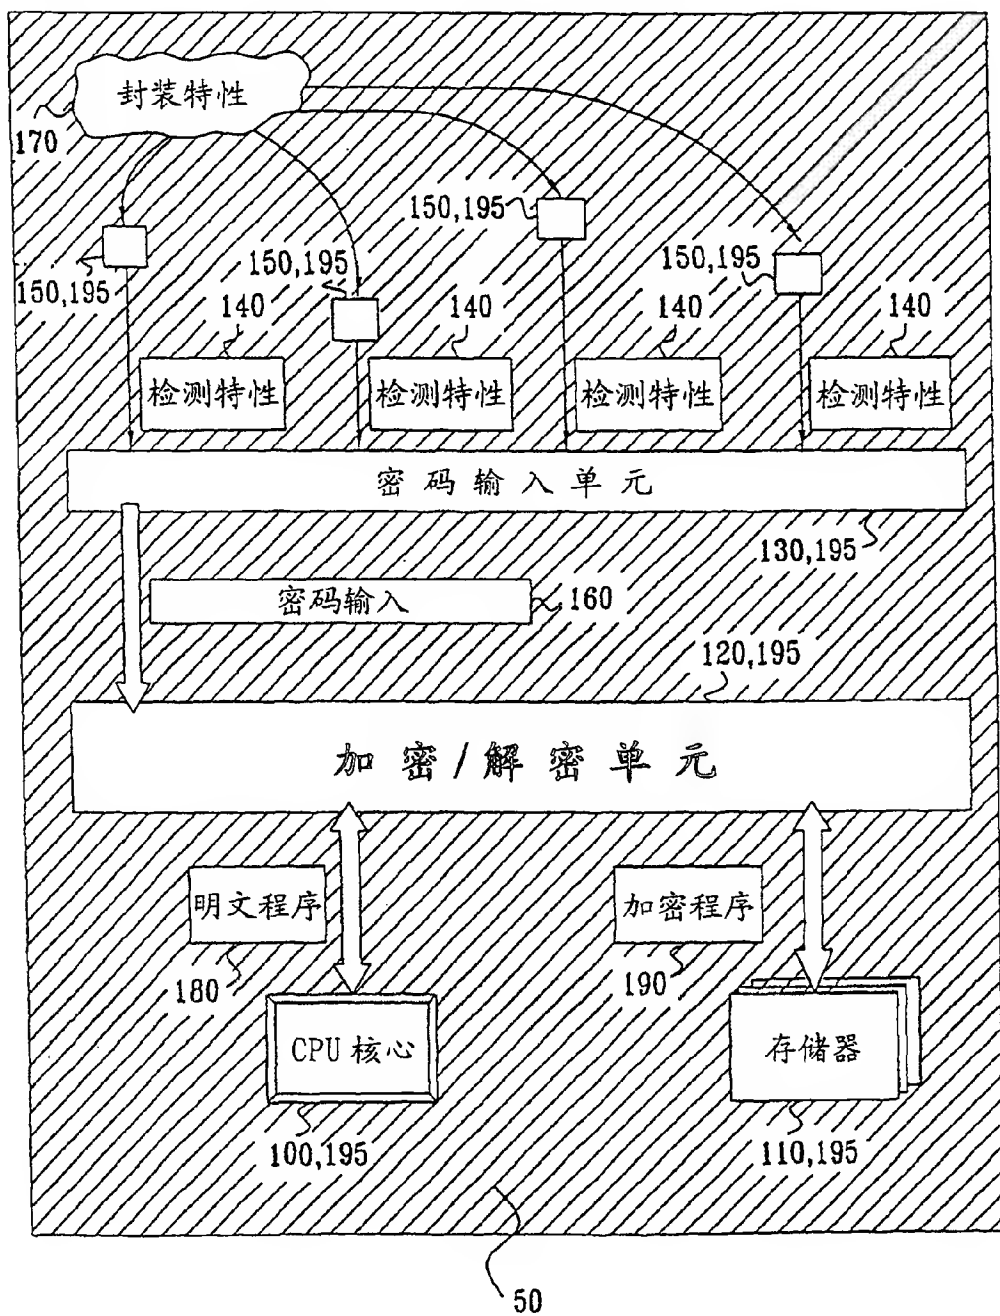 封装特性
170
150,195
150,195
150,195
150,195
140
140
140
140
检测特性
检测特性
检测特性
检测特性
密码输入单元
130,195
密码输入
160
120,195
加密/解密单元
明文程序
加密程序
180
190
CPU 核心
存储器
100,195
110,195
50